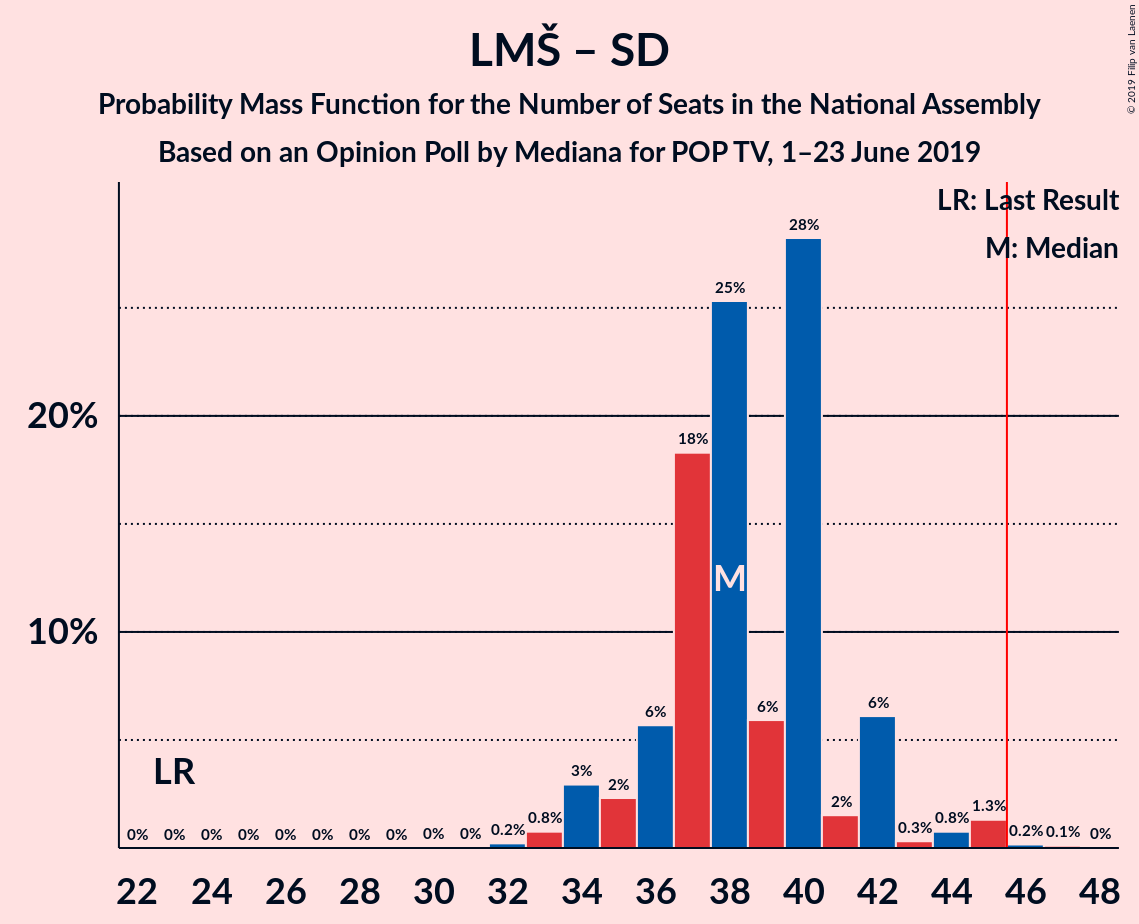 LMŠ – SD
Probability Mass Function for the Number of Seats in the National Assembly
Based on an Opinion Poll by Mediana for POP TV, 1–23 June 2019
© 2019 Filip van Laenen
LR: Last Result
M: Median
28%
25%
20%
18%
M
10%
6%
6%
6%
LR
3%
2%
2%
1.3%
0% 0% 0% 0% 0% 0% 0% 0% 0% 0% 0.2% 0.8% 0.3% 0.8% 0.2% 0.1% 0%
22 24 26 28 30 32 34 36 38 40 42 44 46 48